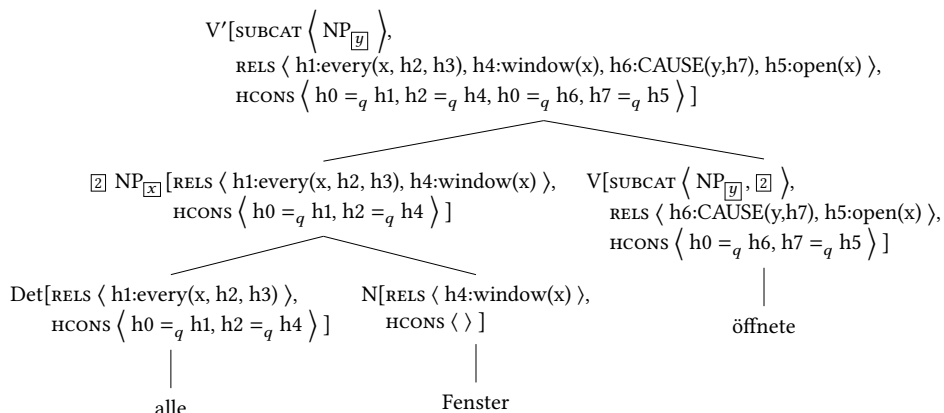 V′[SUBCAT ⟨ NP[y] ⟩,
RELS ⟨ h1:every(x, h2, h3), h4:window(x), h6:CAUSE(y,h7), h5:open(x) ⟩,
HCONS ⟨ h0 =q h1, h2 =q h4, h0 =q h6, h7 =q h5 ⟩ ]
[2] NP[x] [RELS ⟨ h1:every(x, h2, h3), h4:window(x) ⟩,
HCONS ⟨ h0 =q h1, h2 =q h4 ⟩ ]
V[SUBCAT ⟨ NP[y], [2] ⟩,
RELS ⟨ h6:CAUSE(y,h7), h5:open(x) ⟩,
HCONS ⟨ h0 =q h6, h7 =q h5 ⟩ ]
Det[RELS ⟨ h1:every(x, h2, h3) ⟩,
HCONS ⟨ h0 =q h1, h2 =q h4 ⟩ ]
N[RELS ⟨ h4:window(x) ⟩,
HCONS ⟨ ⟩ ]
öffnete
alle
Fenster